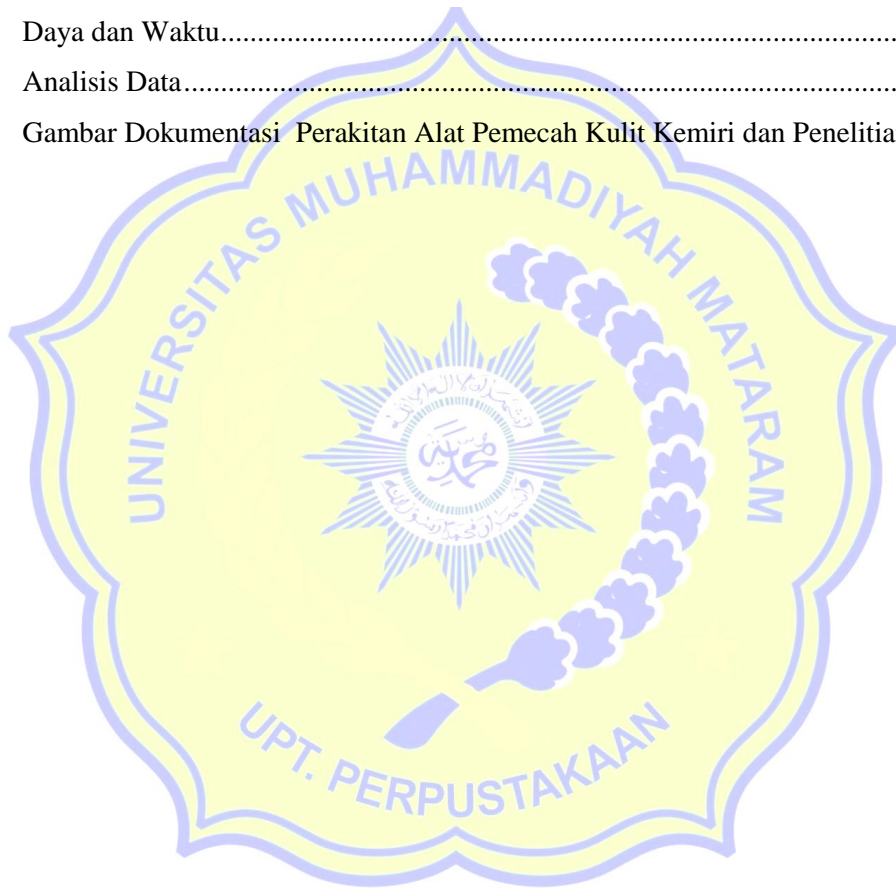 Daya dan Waktu..........................................................................................
Analisis Data...............................................................................................
Gambar Dokumentasi Perakitan Alat Pemecah Kulit Kemiri dan Penelitia
UNIVERSITAS MUHAMMADIYAH MATARAM
UPT. PERPUSTAKAAN